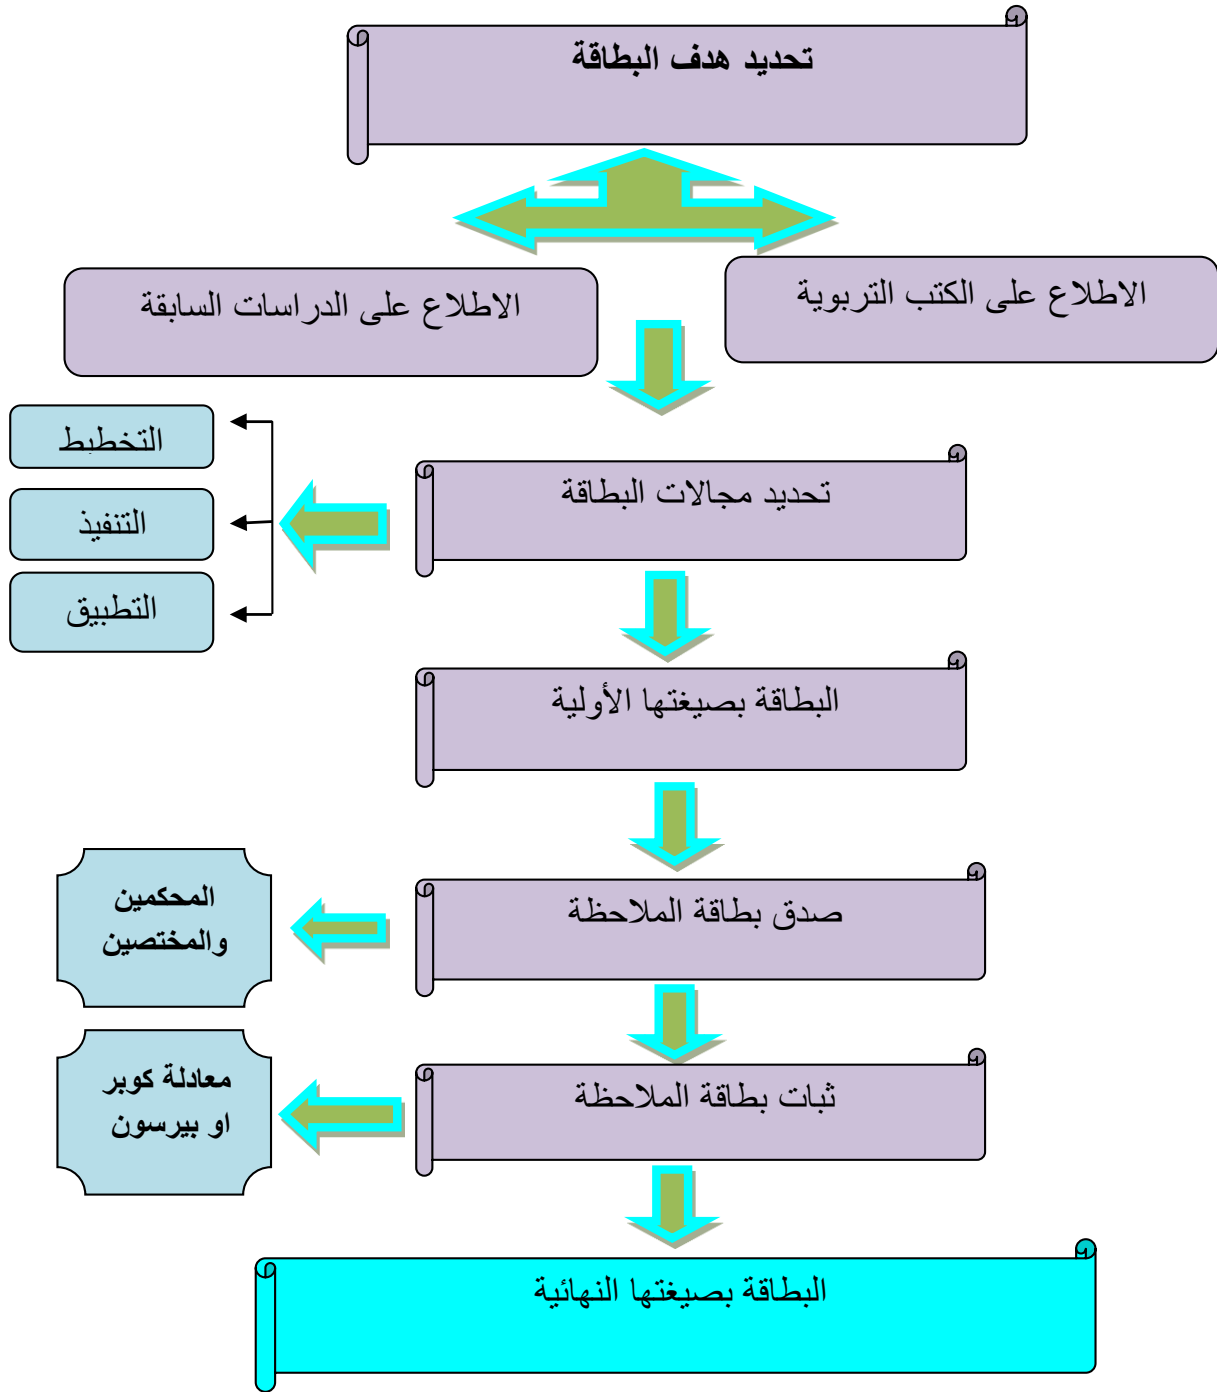 تحديد هدف البطاقة
الاطلاع على الكتب التربوية
الاطلاع على الدراسات السابقة
تحديد مجالات البطاقة
التخطيط
التنفيذ
التطبيق
البطاقة بصيغتها الأولية
صدق بطاقة الملاحظة
المحكمين
والمختصين
ثبات بطاقة الملاحظة
معادلة كوبر
او بيرسون
البطاقة بصيغتها النهائية